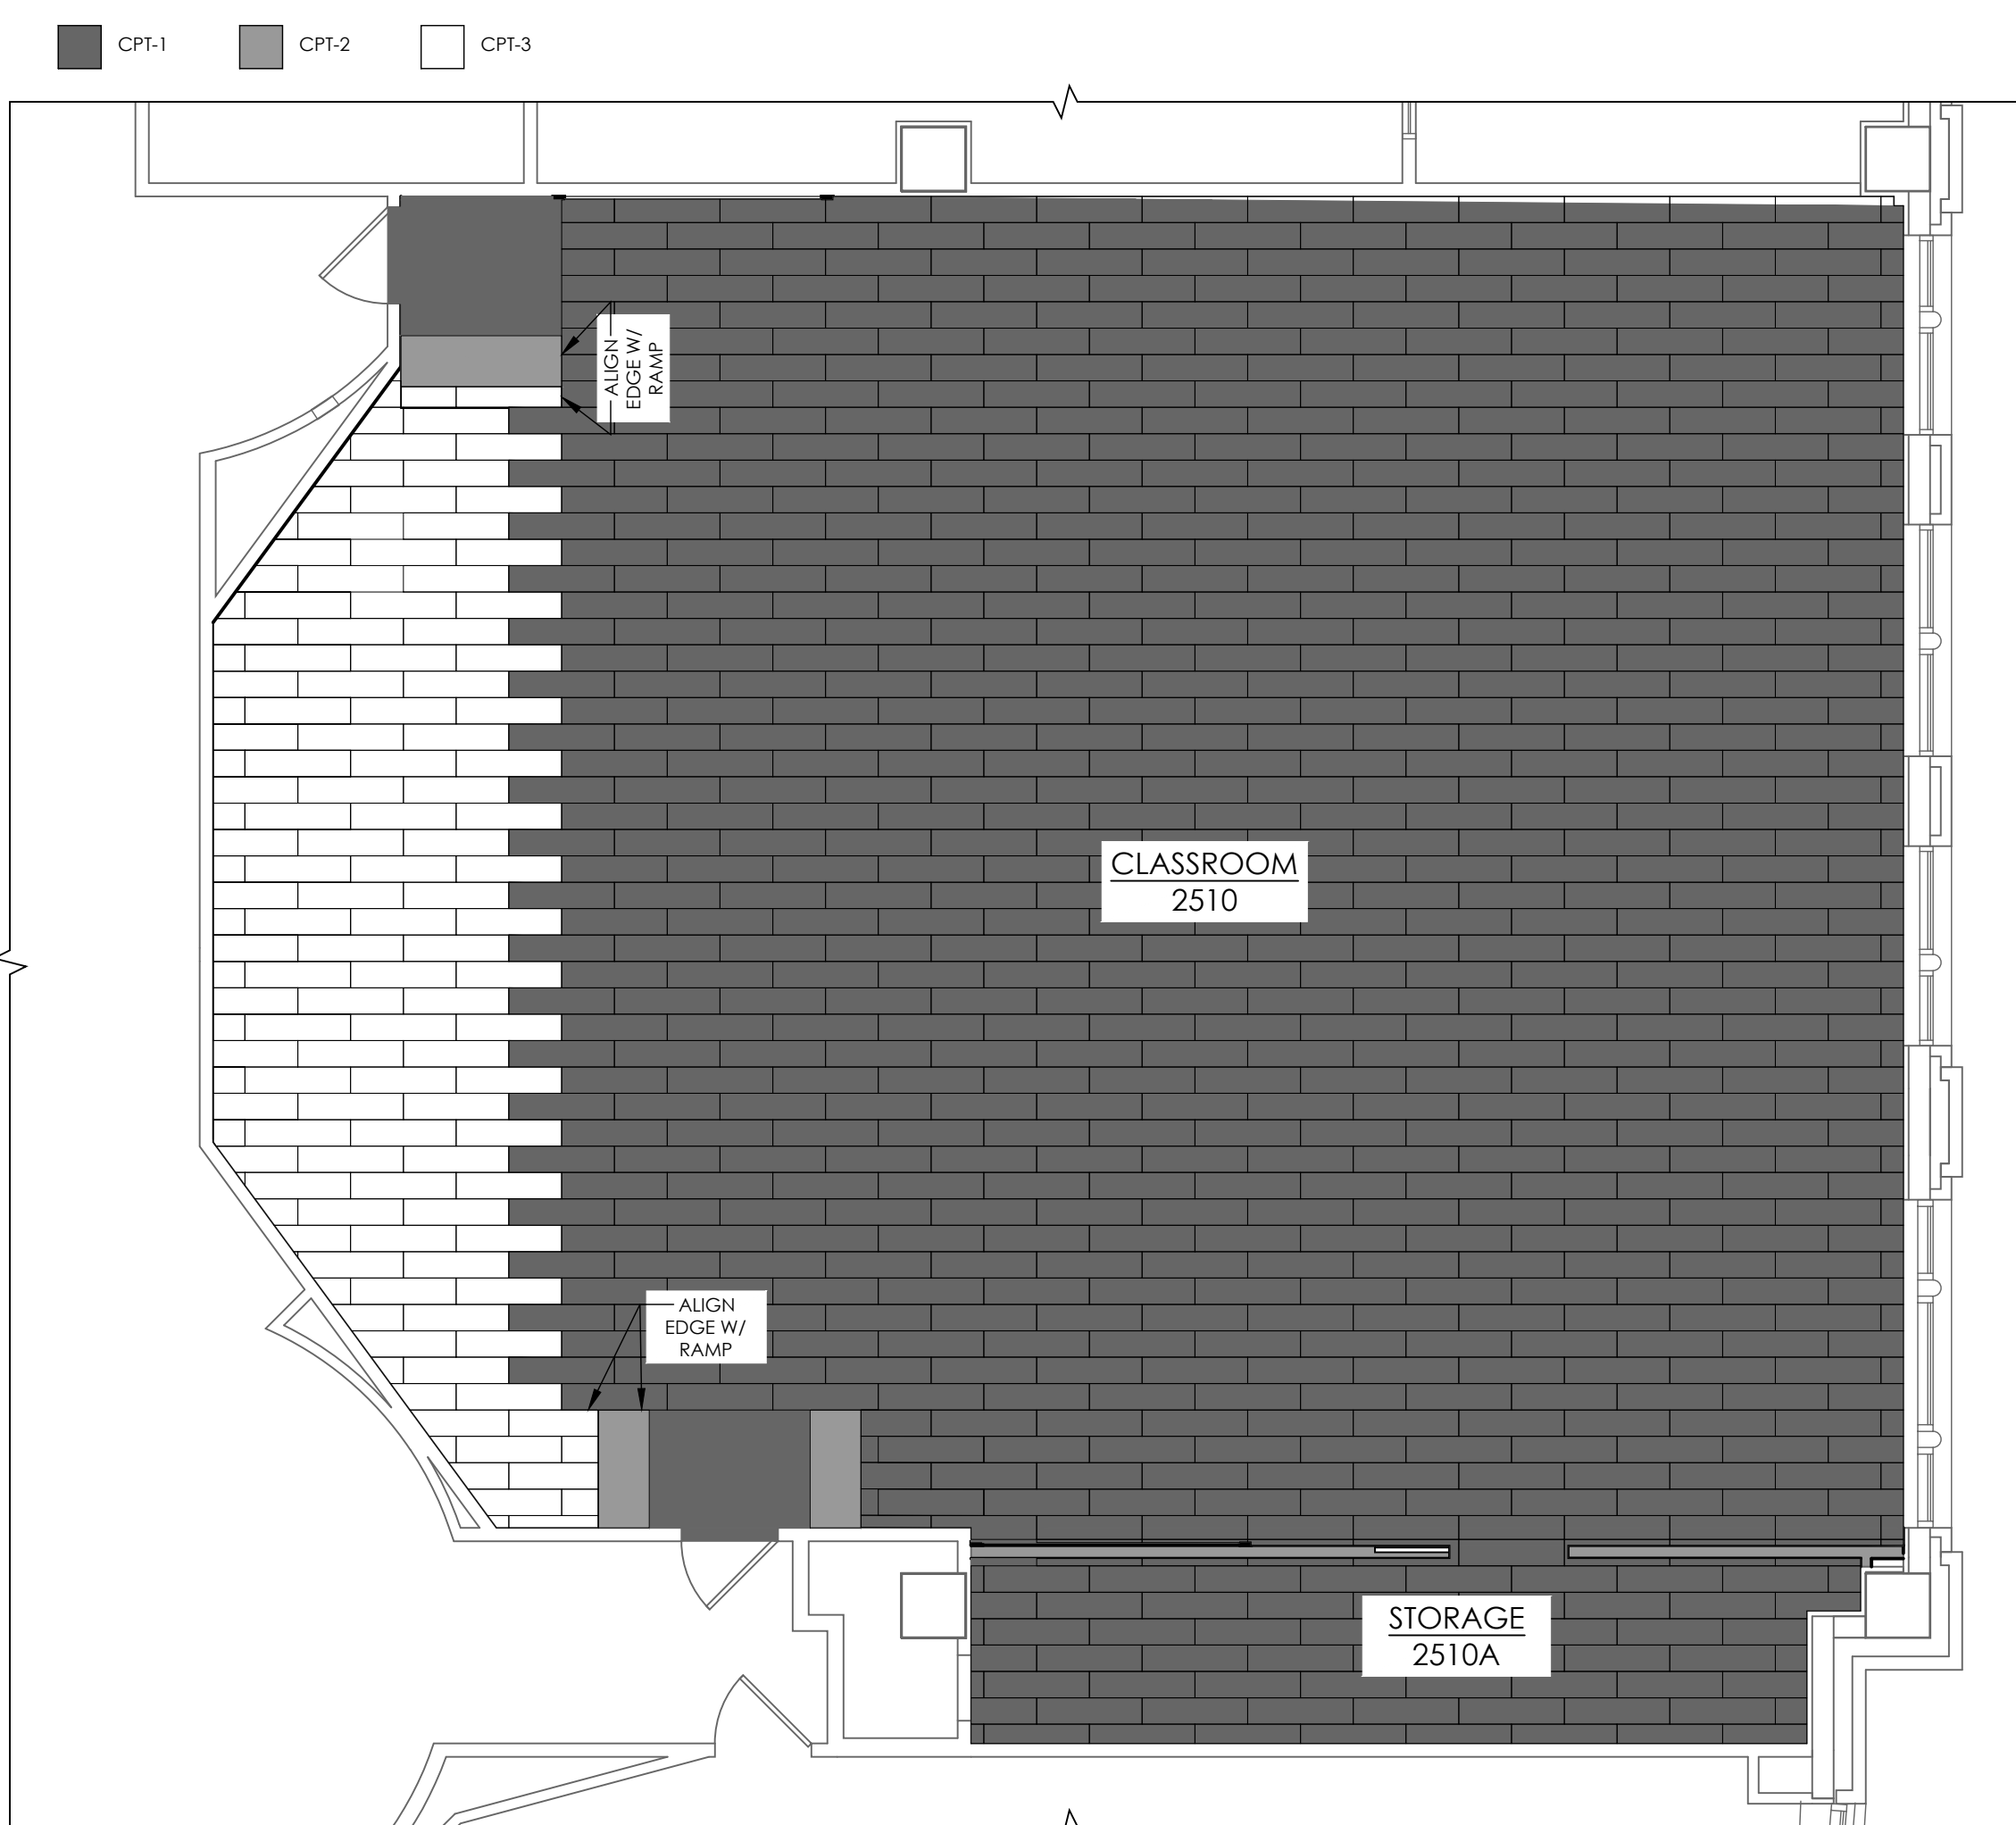 CPT-1
CPT-2
CPT-3
ALIGN
EDGE W/
RAMP
CLASSROOM
2510
ALIGN
EDGE W/
RAMP
STORAGE
2510A